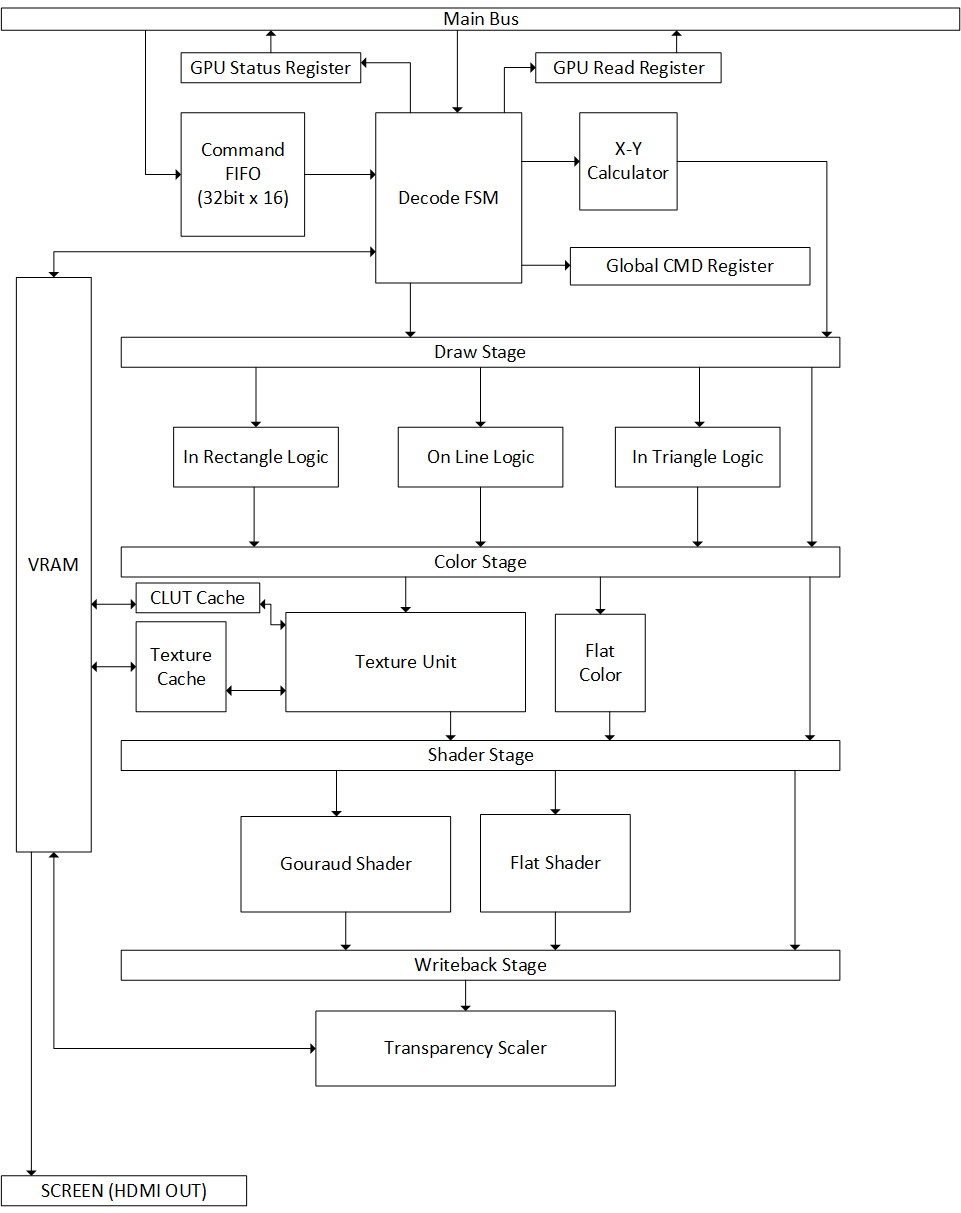 Main Bus
GPU Status Register
GPU Read Register
Command
FIFO
(32bit x 16)
Decode FSM
X-Y
Calculator
Global CMD Register
Draw Stage
In Rectangle Logic
On Line Logic
In Triangle Logic
VRAM
Color Stage
CLUT Cache
Texture
Cache
Texture Unit
Flat
Color
Shader Stage
Gouraud Shader
Flat Shader
Writeback Stage
Transparency Scaler
SCREEN (HDMI OUT)